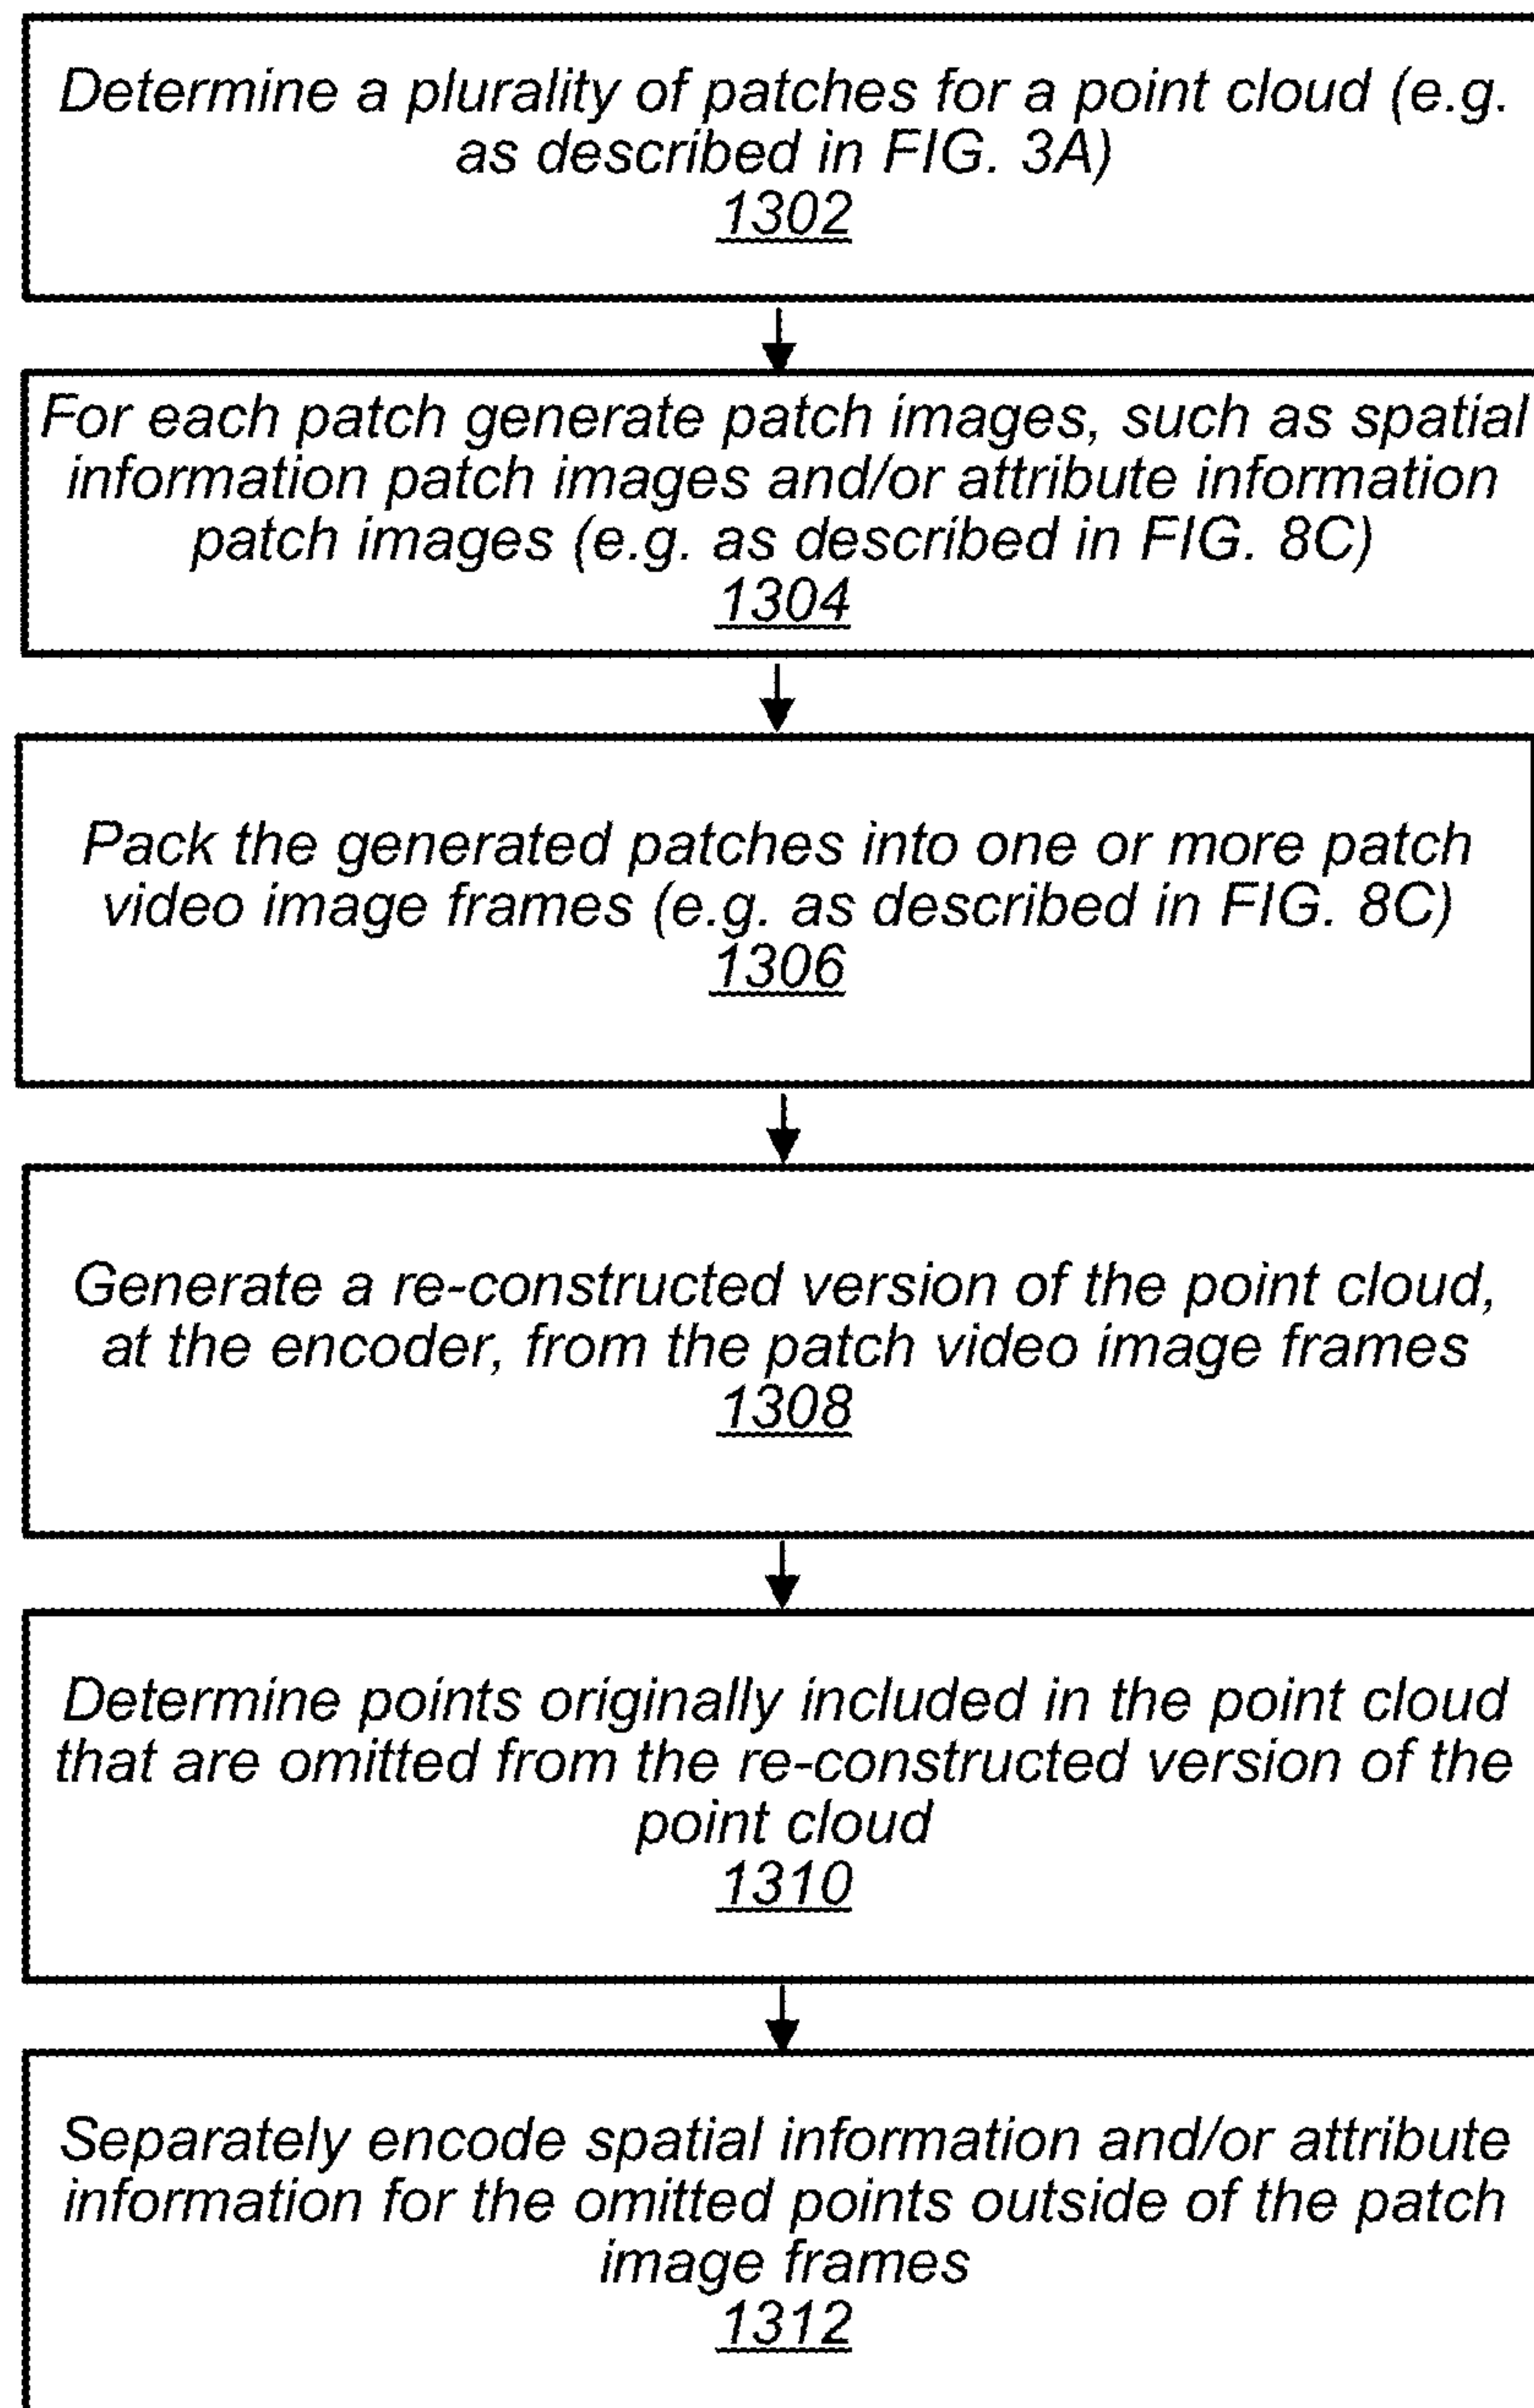 Determine a plurality of patches for a point cloud (e.g.
as described in FIG. 3A)
1302
For each patch generate patch images, such as spatial
information patch images and/or attribute information
patch images (e.g. as described in FIG. 8C)
1304
Pack the generated patches into one or more patch
video image frames (e.g. as described in FIG. 8C)
1306
Generate a re-constructed version of the point cloud,
at the encoder, from the patch video image frames
1308
Determine points originally included in the point cloud
that are omitted from the re-constructed version of the
point cloud
1310
Separately encode spatial information and/or attribute
information for the omitted points outside of the patch
image frames
1312